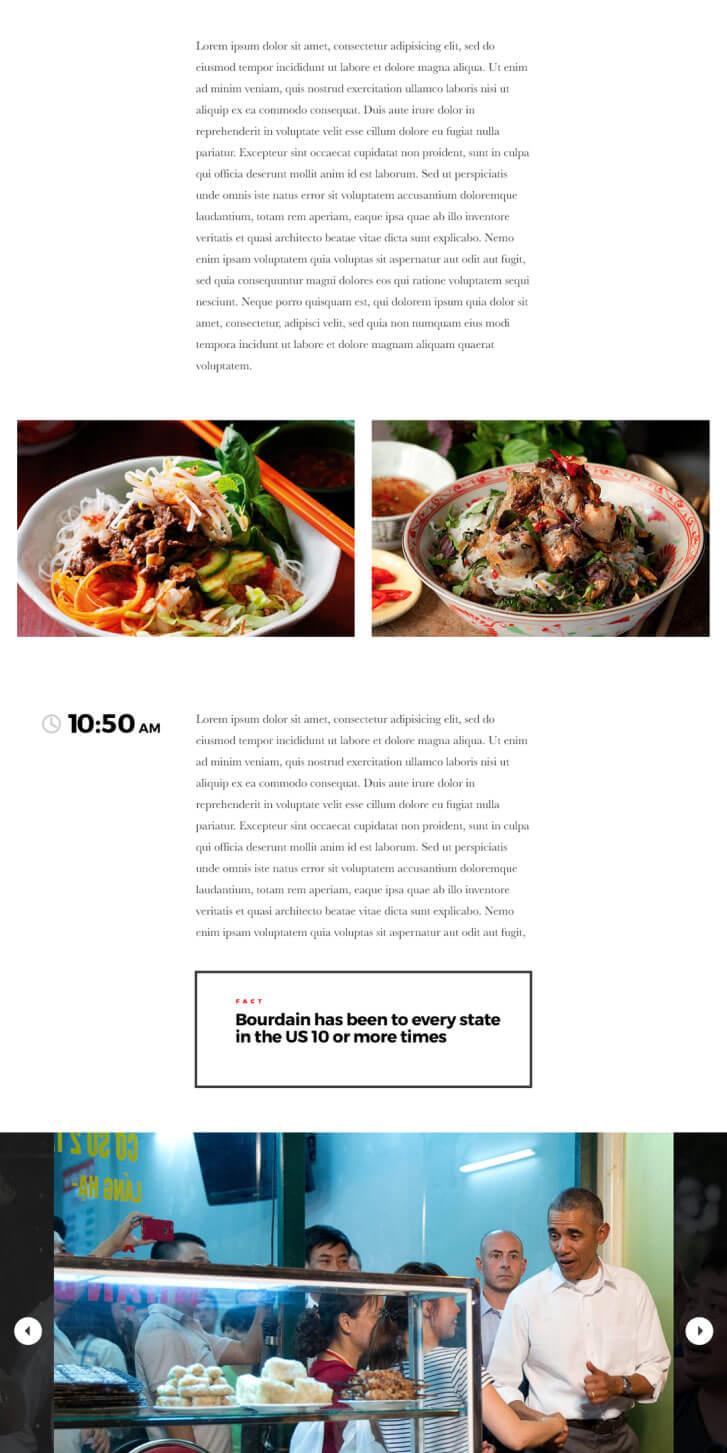 Lorem ipsum dolor sit amet, consectetur adipisicing elit, sed do
eiusmod tempor incididunt ut labore et dolore magna aliqua. Ut enim
ad minim veniam, quis nostrud exercitation ullamco laboris nisi ut
aliquip ex ea commodo consequat. Duis aute irure dolor in
reprehenderit in voluptate velit esse cillum dolore eu fugiat nulla
pariatur. Excepteur sint occaecat cupidatat non proident, sunt in culpa
qui officia deserunt mollit anim id est laborum. Sed ut perspiciatis
unde omnis iste natus error sit voluptatem accusantium doloremque
laudantium, totam rem aperiam, eaque ipsa quae ab illo inventore
veritatis et quasi architecto beatae vitae dicta sunt explicabo. Nemo
enim ipsam voluptatem quia voluptas sit aspernatur aut odit aut fugit,
sed quia consequuntur magni dolores eos qui ratione voluptatem sequi
nesciunt. Neque porro quisquam est, qui dolorem ipsum quia dolor sit
amet, consectetur, adipisci velit, sed quia non numquam eius modi
tempora incidunt ut labore et dolore magnam aliquam quaerat
voluptatem.
10:50 AM
Lorem ipsum dolor sit amet, consectetur adipisicing elit, sed do
eiusmod tempor incididunt ut labore et dolore magna aliqua. Ut enim
ad minim veniam, quis nostrud exercitation ullamco laboris nisi ut
aliquip ex ea commodo consequat. Duis aute irure dolor in
reprehenderit in voluptate velit esse cillum dolore eu fugiat nulla
pariatur. Excepteur sint occaecat cupidatat non proident, sunt in culpa
qui officia deserunt mollit anim id est laborum. Sed ut perspiciatis
unde omnis iste natus error sit voluptatem accusantium doloremque
laudantium, totam rem aperiam, eaque ipsa quae ab illo inventore
veritatis et quasi architecto beatae vitae dicta sunt explicabo. Nemo
enim ipsam voluptatem quia voluptas sit aspernatur aut odit aut fugit,
FACT
Bourdain has been to every state
in the US 10 or more times
CƠ SỞ 2 1
LÁNG HẠ-